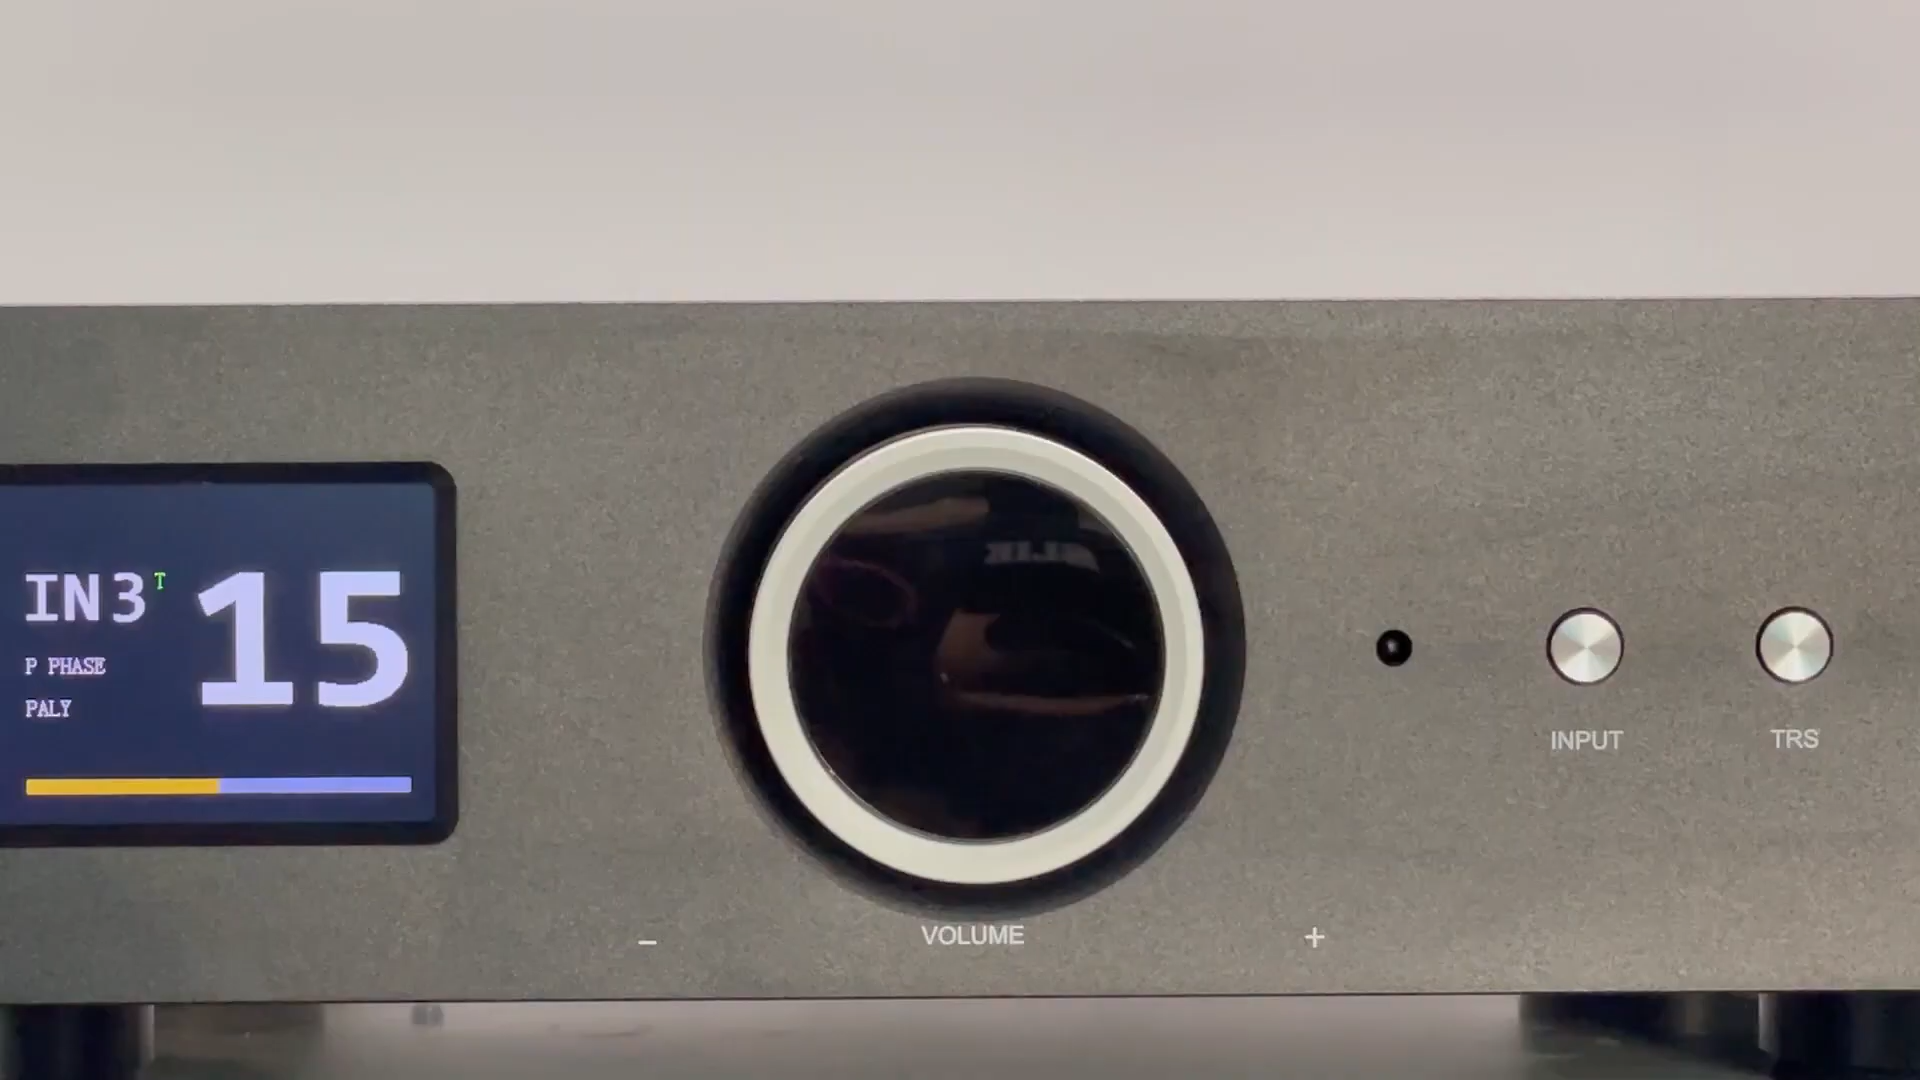 IN3 T 15
P PHASE
PALY
INPUT
TRS
– VOLUME +